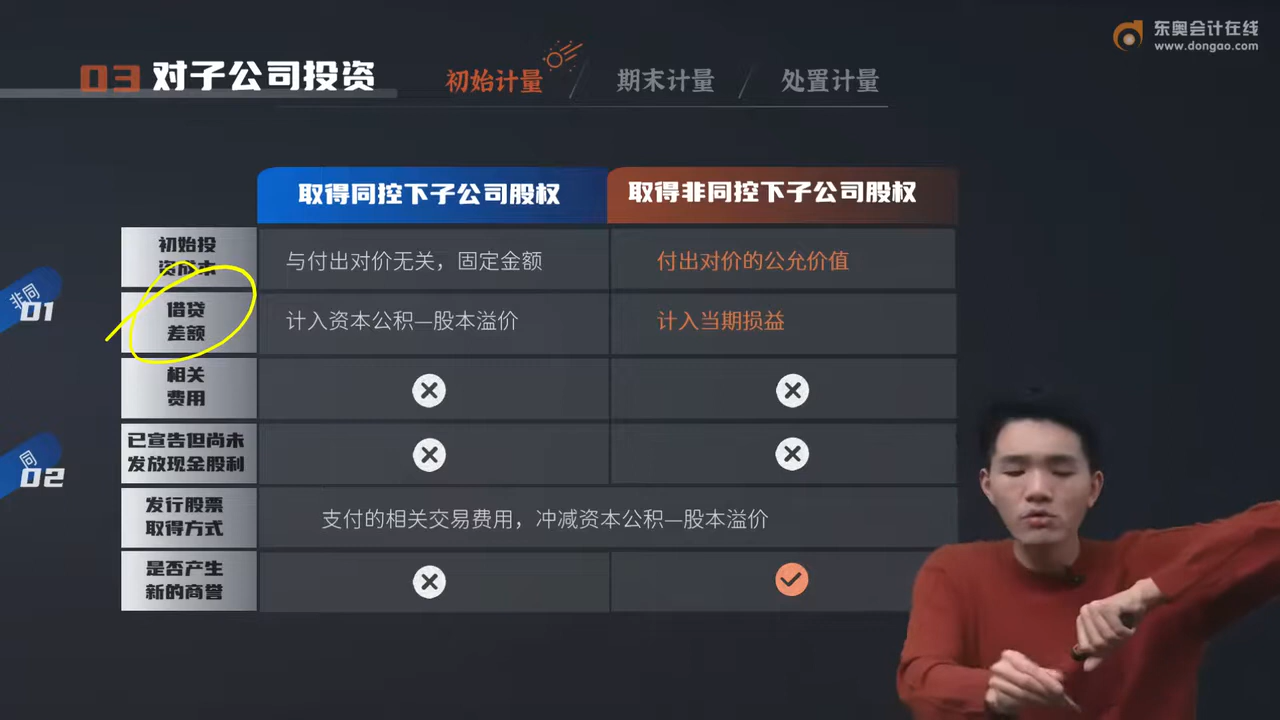 东奥会计在线
www.dongao.com
03 对子公司投资
初始计量 / 期末计量 / 处置计量
取得同控下子公司股权
取得非同控下子公司股权
初始投
资成本
与付出对价无关，固定金额
付出对价的公允价值
非同
01
借贷
差额
计入资本公积—股本溢价
计入当期损益
相关
费用
已宣告但尚未
发放现金股利
同
02
发行股票
取得方式
支付的相关交易费用，冲减资本公积—股本溢价
是否产生
新的商誉